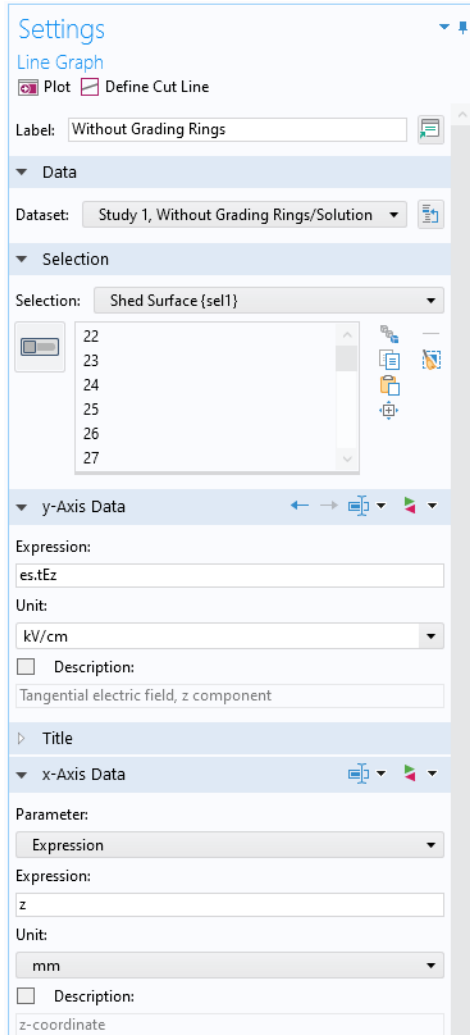 Settings
Line Graph
Plot Define Cut Line
Label: Without Grading Rings
Data
Dataset: Study 1, Without Grading Rings/Solution
Selection
Selection: Shed Surface {sel1}
22
23
24
25
26
27
y-Axis Data
Expression:
es.tEz
Unit:
kV/cm
Description:
Tangential electric field, z component
Title
x-Axis Data
Parameter:
Expression
Expression:
z
Unit:
mm
Description:
z-coordinate